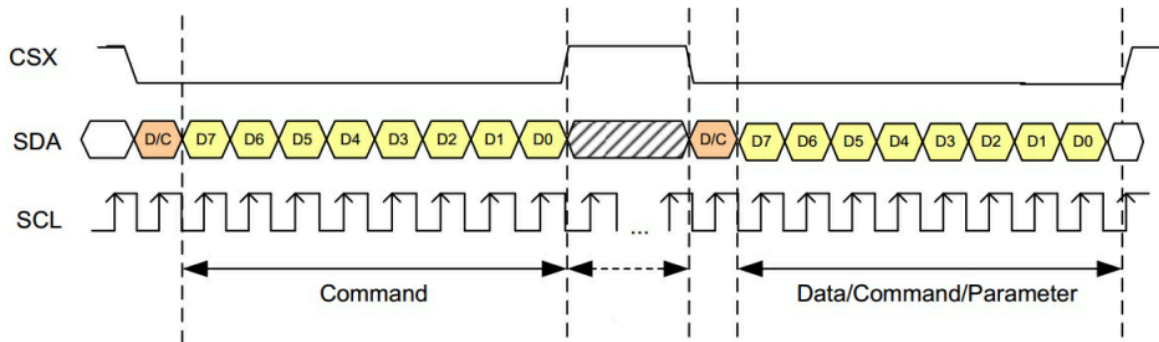 CSX
SDA D/C D7 D6 D5 D4 D3 D2 D1 D0 D/C D7 D6 D5 D4 D3 D2 D1 D0
SCL ...
Command Data/Command/Parameter